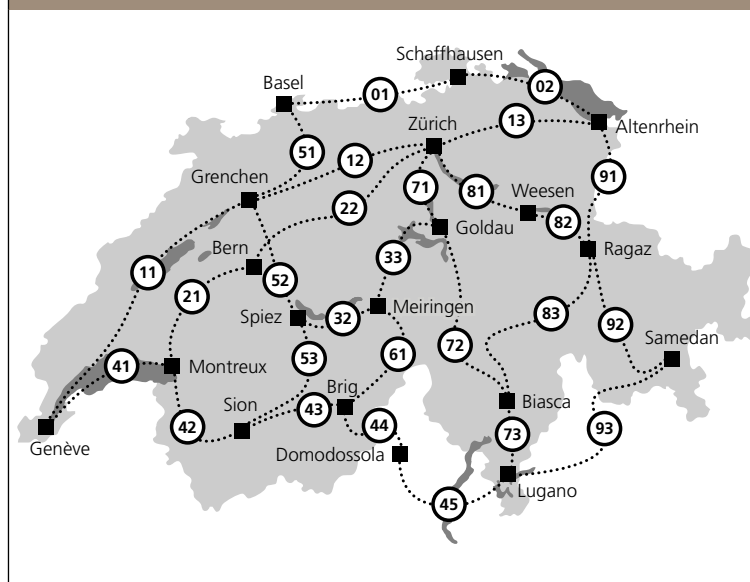 Schaffhausen
Basel
01
02
Zürich
13
Altenrhein
51
12
Grenchen
71
81
Weesen
91
22
82
Goldau
Bern
33
Ragaz
11
52
21
Spiez
32
Meiringen
83
92
Samedan
41
Montreux
53
61
72
Brig
Sion
43
Biasca
42
44
73
93
Genève
Domodossola
Lugano
45